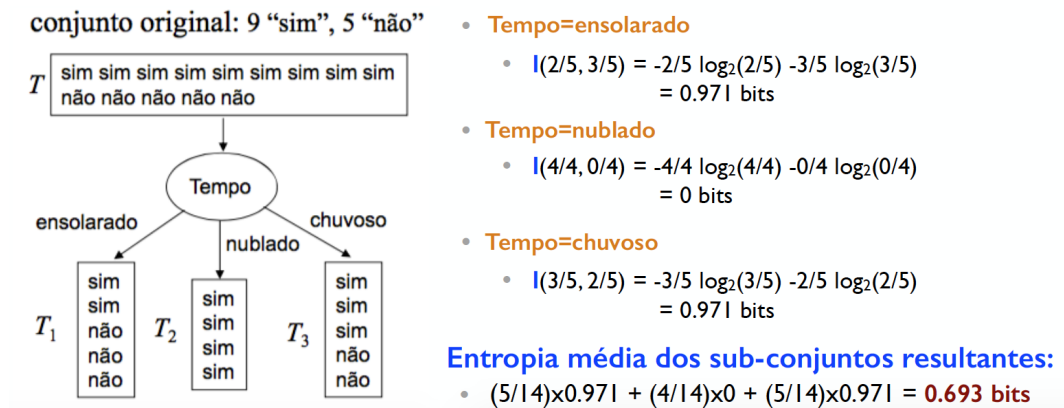 conjunto original: 9 “sim”, 5 “não”
T
sim sim sim sim sim sim sim sim sim
não não não não não
Tempo
ensolarado
nublado
chuvoso
T1
sim
sim
não
não
não
T2
sim
sim
sim
sim
T3
sim
sim
sim
não
não
• Tempo=ensolarado
• I(2/5, 3/5) = -2/5 log2(2/5) -3/5 log2(3/5)
= 0.971 bits
• Tempo=nublado
• I(4/4, 0/4) = -4/4 log2(4/4) -0/4 log2(0/4)
= 0 bits
• Tempo=chuvoso
• I(3/5, 2/5) = -3/5 log2(3/5) -2/5 log2(2/5)
= 0.971 bits
Entropia média dos sub-conjuntos resultantes:
• (5/14)x0.971 + (4/14)x0 + (5/14)x0.971 = 0.693 bits